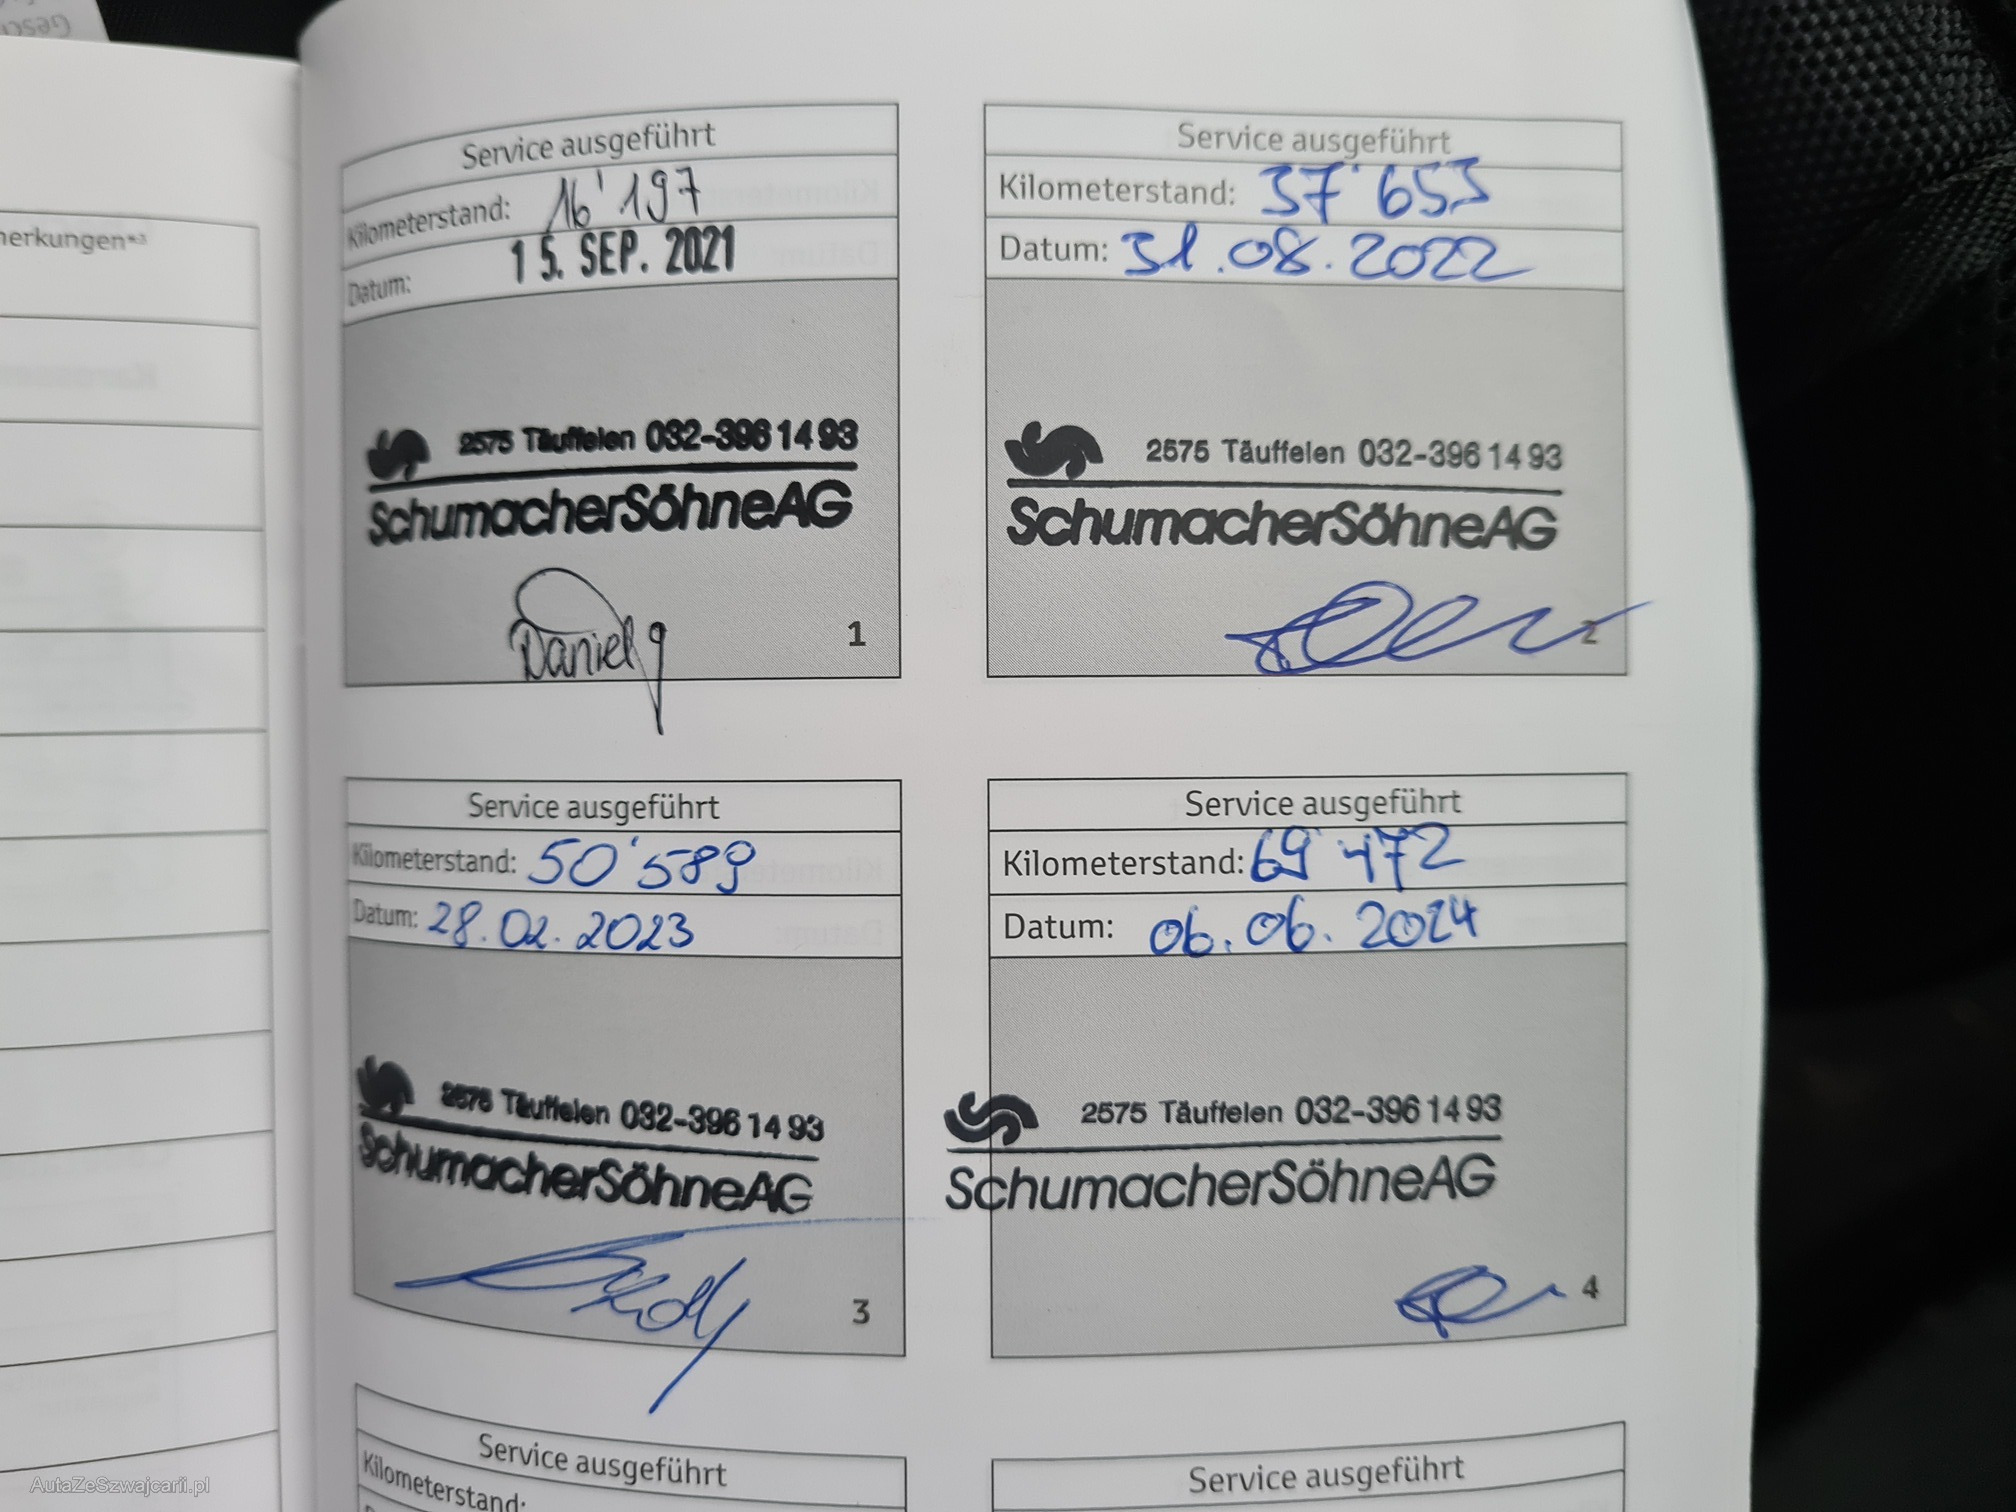 merkungen*³
Service ausgeführt
Kilometerstand: 16'197
Datum: 15. SEP. 2021
2575 Täuffelen 032-396 14 93
SchumacherSöhneAG
Daniel g
1
Service ausgeführt
Kilometerstand: 37'653
Datum: 31.08.2022
2575 Täuffelen 032-396 14 93
SchumacherSöhneAG
2
Service ausgeführt
Kilometerstand: 50'589
Datum: 28.02.2023
2575 Täuffelen 032-396 14 93
SchumacherSöhneAG
3
Service ausgeführt
Kilometerstand: 69'472
Datum: 06.06.2024
2575 Täuffelen 032-396 14 93
SchumacherSöhneAG
4
Service ausgeführt
Kilometerstand:
Service ausgeführt
AutaZeSzwajcarii.pl